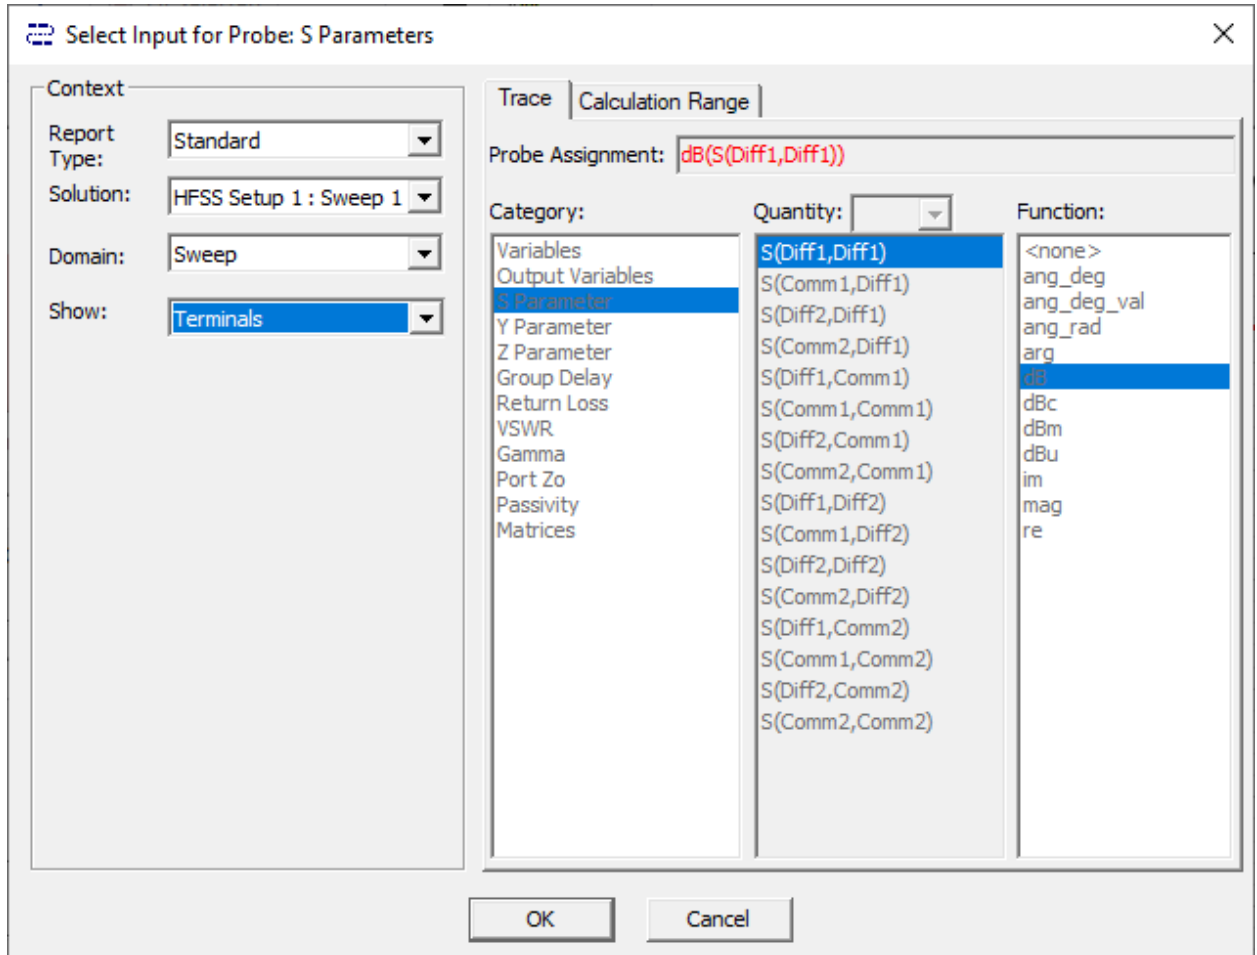 Select Input for Probe: S Parameters
Context
Report Type:
Standard
Solution:
HFSS Setup 1 : Sweep 1
Domain:
Sweep
Show:
Terminals
Trace
Calculation Range
Probe Assignment:
dB(S(Diff1,Diff1))
Category:
Variables
Output Variables
S Parameter
Y Parameter
Z Parameter
Group Delay
Return Loss
VSWR
Gamma
Port Zo
Passivity
Matrices
Quantity:
S(Diff1,Diff1)
S(Comm1,Diff1)
S(Diff2,Diff1)
S(Comm2,Diff1)
S(Diff1,Comm1)
S(Comm1,Comm1)
S(Diff2,Comm1)
S(Comm2,Comm1)
S(Diff1,Diff2)
S(Comm1,Diff2)
S(Diff2,Diff2)
S(Comm2,Diff2)
S(Diff1,Comm2)
S(Comm1,Comm2)
S(Diff2,Comm2)
S(Comm2,Comm2)
Function:
<none>
ang_deg
ang_deg_val
ang_rad
arg
dB
dBc
dBm
dBu
im
mag
re
OK
Cancel